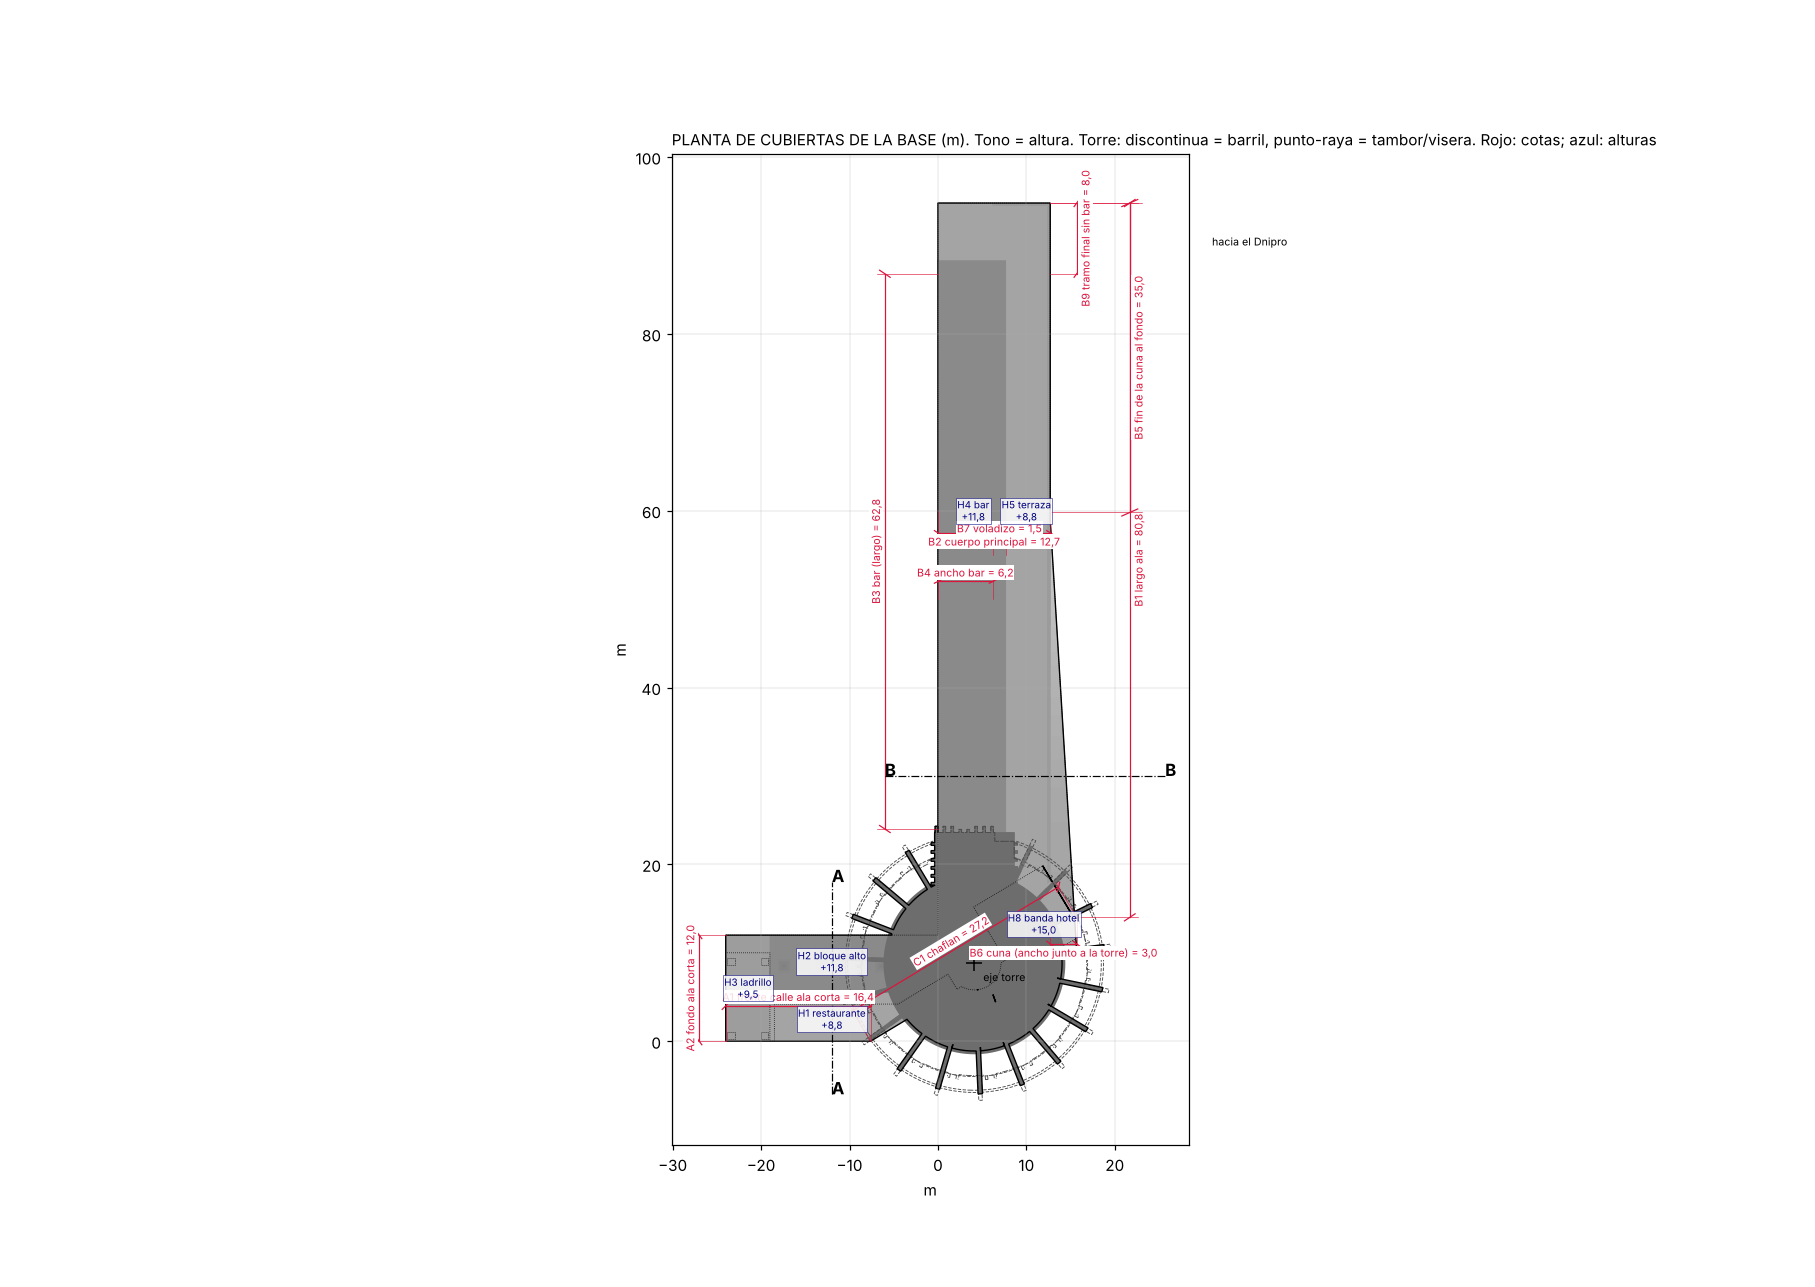 PLANTA DE CUBIERTAS DE LA BASE (m). Tono = altura. Torre: discontinua = barril, punto-raya = tambor/visera. Rojo: cotas; azul: alturas
100
80
60
40
20
0
m
B9 tramo final sin bar = 8,0
hacia el Dnipro
B5 fin de la cuna al fondo = 35,0
B3 bar (largo) = 62,8
H4 bar
+11,8
H5 terraza
+8,8
B7 voladizo = 1,5
B2 cuerpo principal = 12,7
B1 largo ala = 80,8
B4 ancho bar = 6,2
B
B
A
A2 fondo ala corta = 12,0
H2 bloque alto
+11,8
C1 chaflan = 27,2
H8 banda hotel
+15,0
B6 cuna (ancho junto a la torre) = 3,0
eje torre
H3 ladrillo
+9,5
calle ala corta = 16,4
H1 restaurante
+8,8
A
−30
−20
−10
0
10
20
m